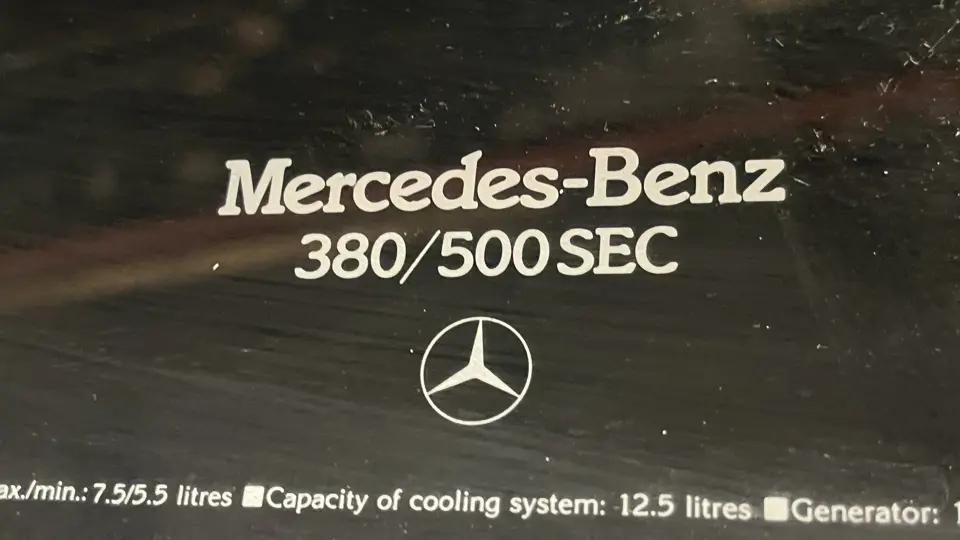 Mercedes-Benz
380/500 SEC
ax./min.: 7.5/5.5 litres ■Capacity of cooling system: 12.5 litres ■Generator: 1